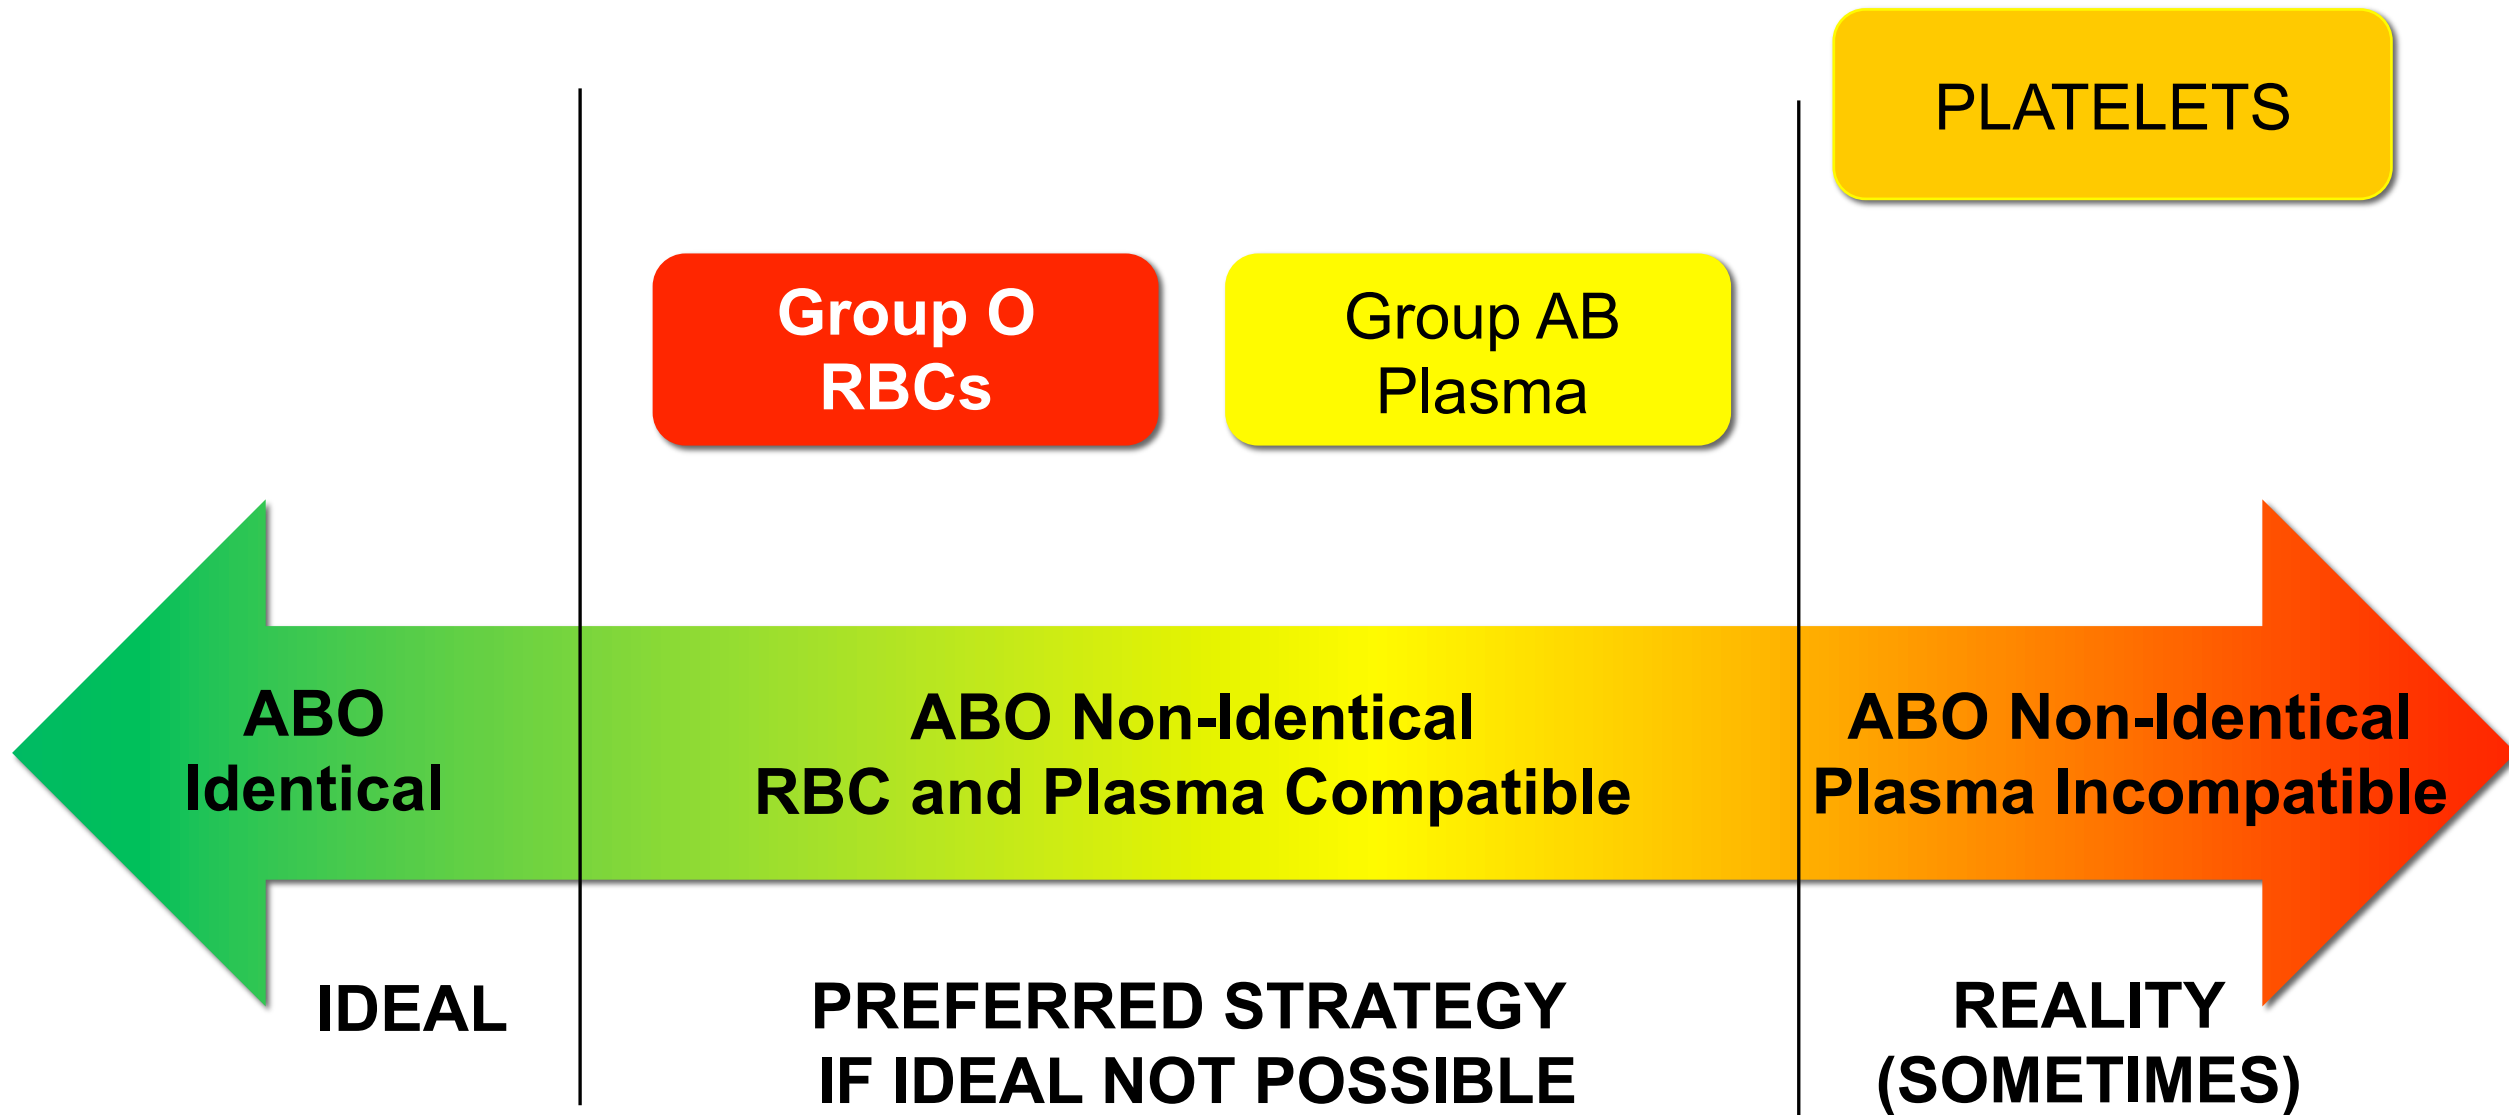 PLATELETS
Group O
RBCs
Group AB
Plasma
ABO
Identical
ABO Non-Identical
RBC and Plasma Compatible
ABO Non-Identical
Plasma Incompatible
IDEAL
PREFERRED STRATEGY
IF IDEAL NOT POSSIBLE
REALITY
(SOMETIMES)